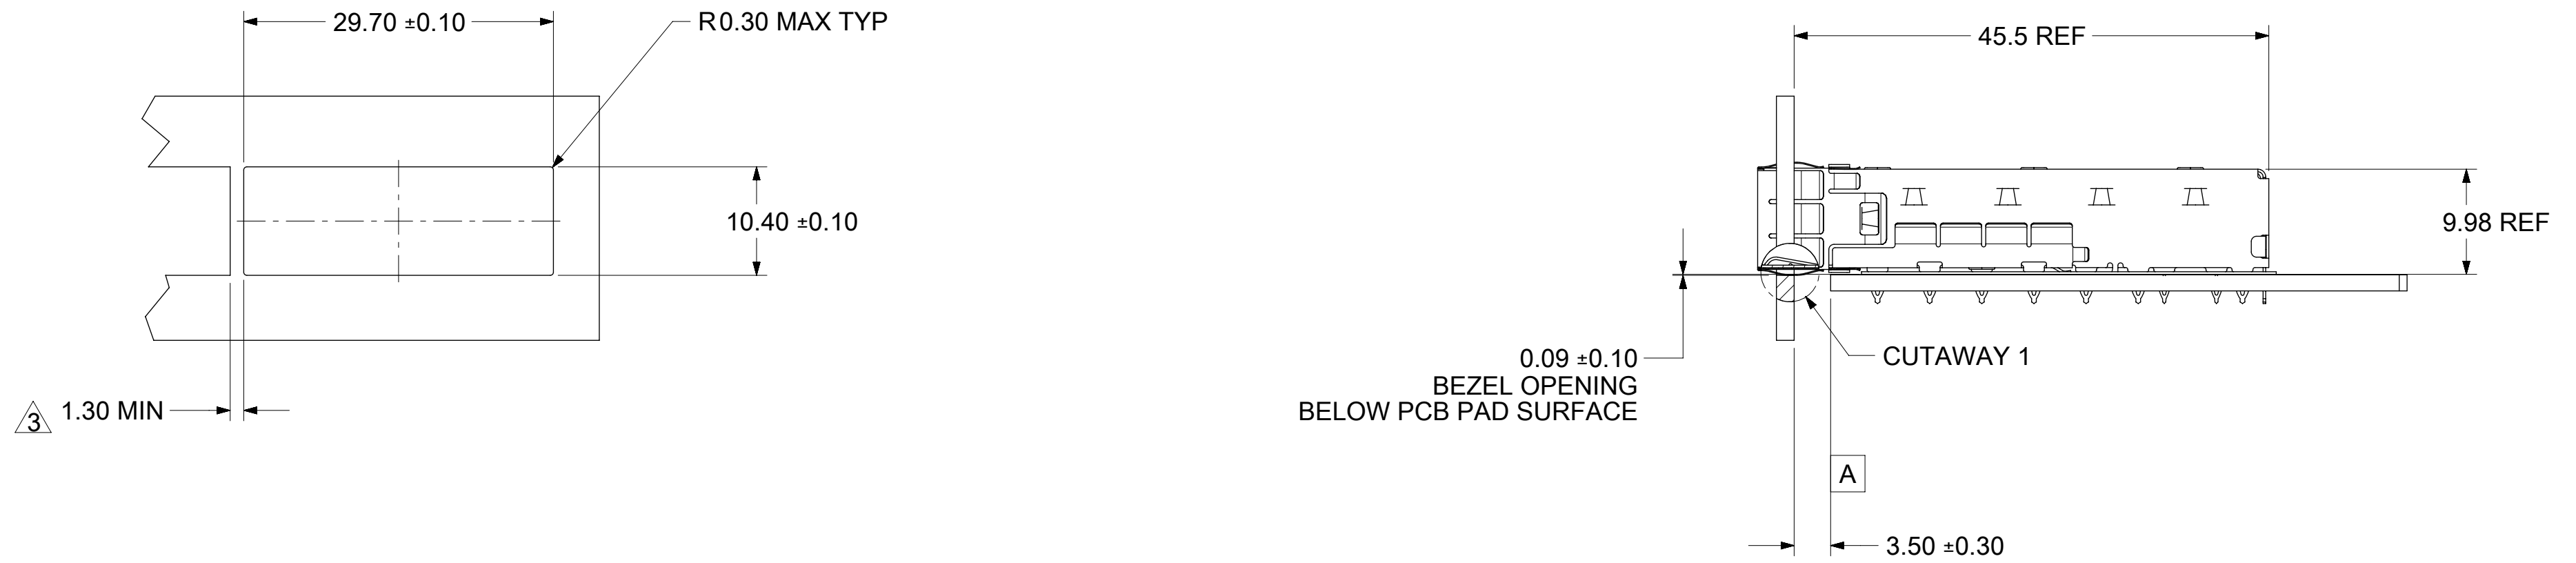 29.70 ±0.10
R0.30 MAX TYP
10.40 ±0.10
3 1.30 MIN
45.5 REF
9.98 REF
0.09 ±0.10
BEZEL OPENING
BELOW PCB PAD SURFACE
CUTAWAY 1
A
3.50 ±0.30